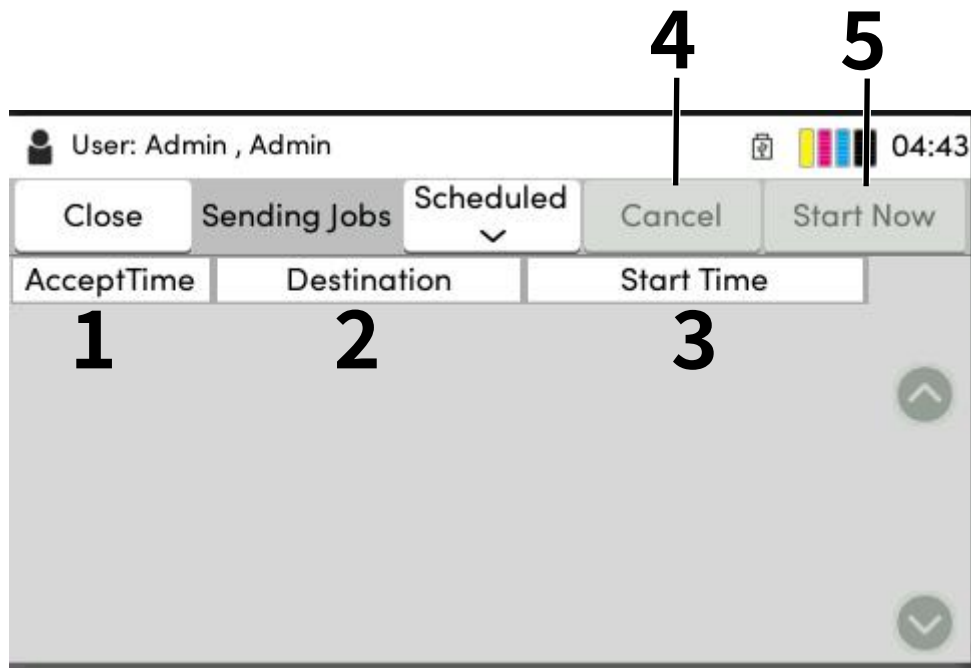 4 5
User: Admin , Admin 04:43
Close Sending Jobs Scheduled Cancel Start Now
AcceptTime Destination Start Time
1 2 3